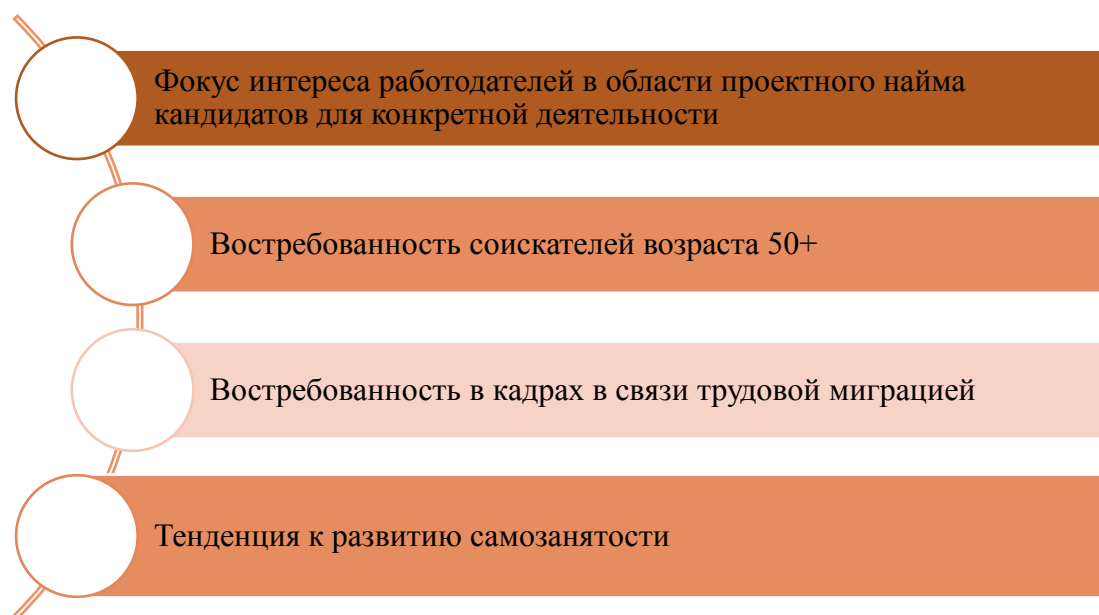 Фокус интереса работодателей в области проектного найма
кандидатов для конкретной деятельности
Востребованность соискателей возраста 50+
Востребованность в кадрах в связи трудовой миграцией
Тенденция к развитию самозанятости